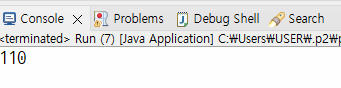 Console Problems Debug Shell Search
<terminated> Run (7) [Java Application] C:₩Users₩USER₩.p2₩p
110